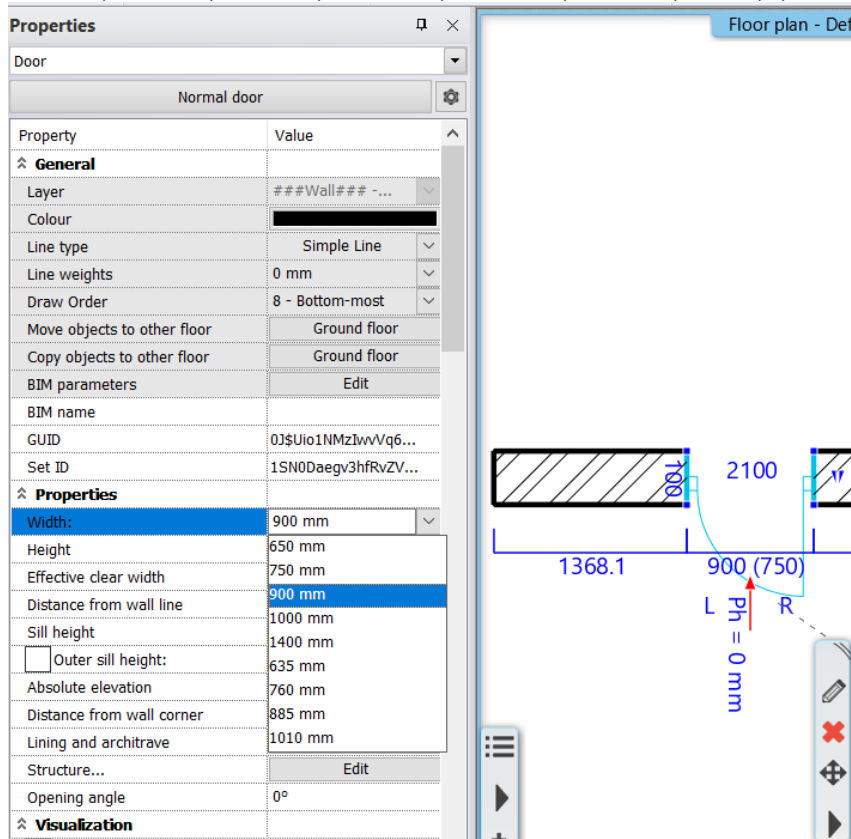 Properties
Floor plan - Def
Door
Normal door
Property Value
General
Layer ###Wall### -...
Colour
Line type Simple Line
Line weights 0 mm
Draw Order 8 - Bottom-most
Move objects to other floor Ground floor
Copy objects to other floor Ground floor
BIM parameters Edit
BIM name
GUID 0J$Uio1NMzIwvVq6...
Set ID 1SN0Daegv3hfRvZV...
Properties
Width: 900 mm
Height
Effective clear width
Distance from wall line
Sill height
Outer sill height:
Absolute elevation
Distance from wall corner
Lining and architrave
650 mm
750 mm
900 mm
1000 mm
1400 mm
635 mm
760 mm
885 mm
1010 mm
Structure... Edit
Opening angle 0°
Visualization
100
2100
1368.1
900 (750)
L R
Ph = 0 mm